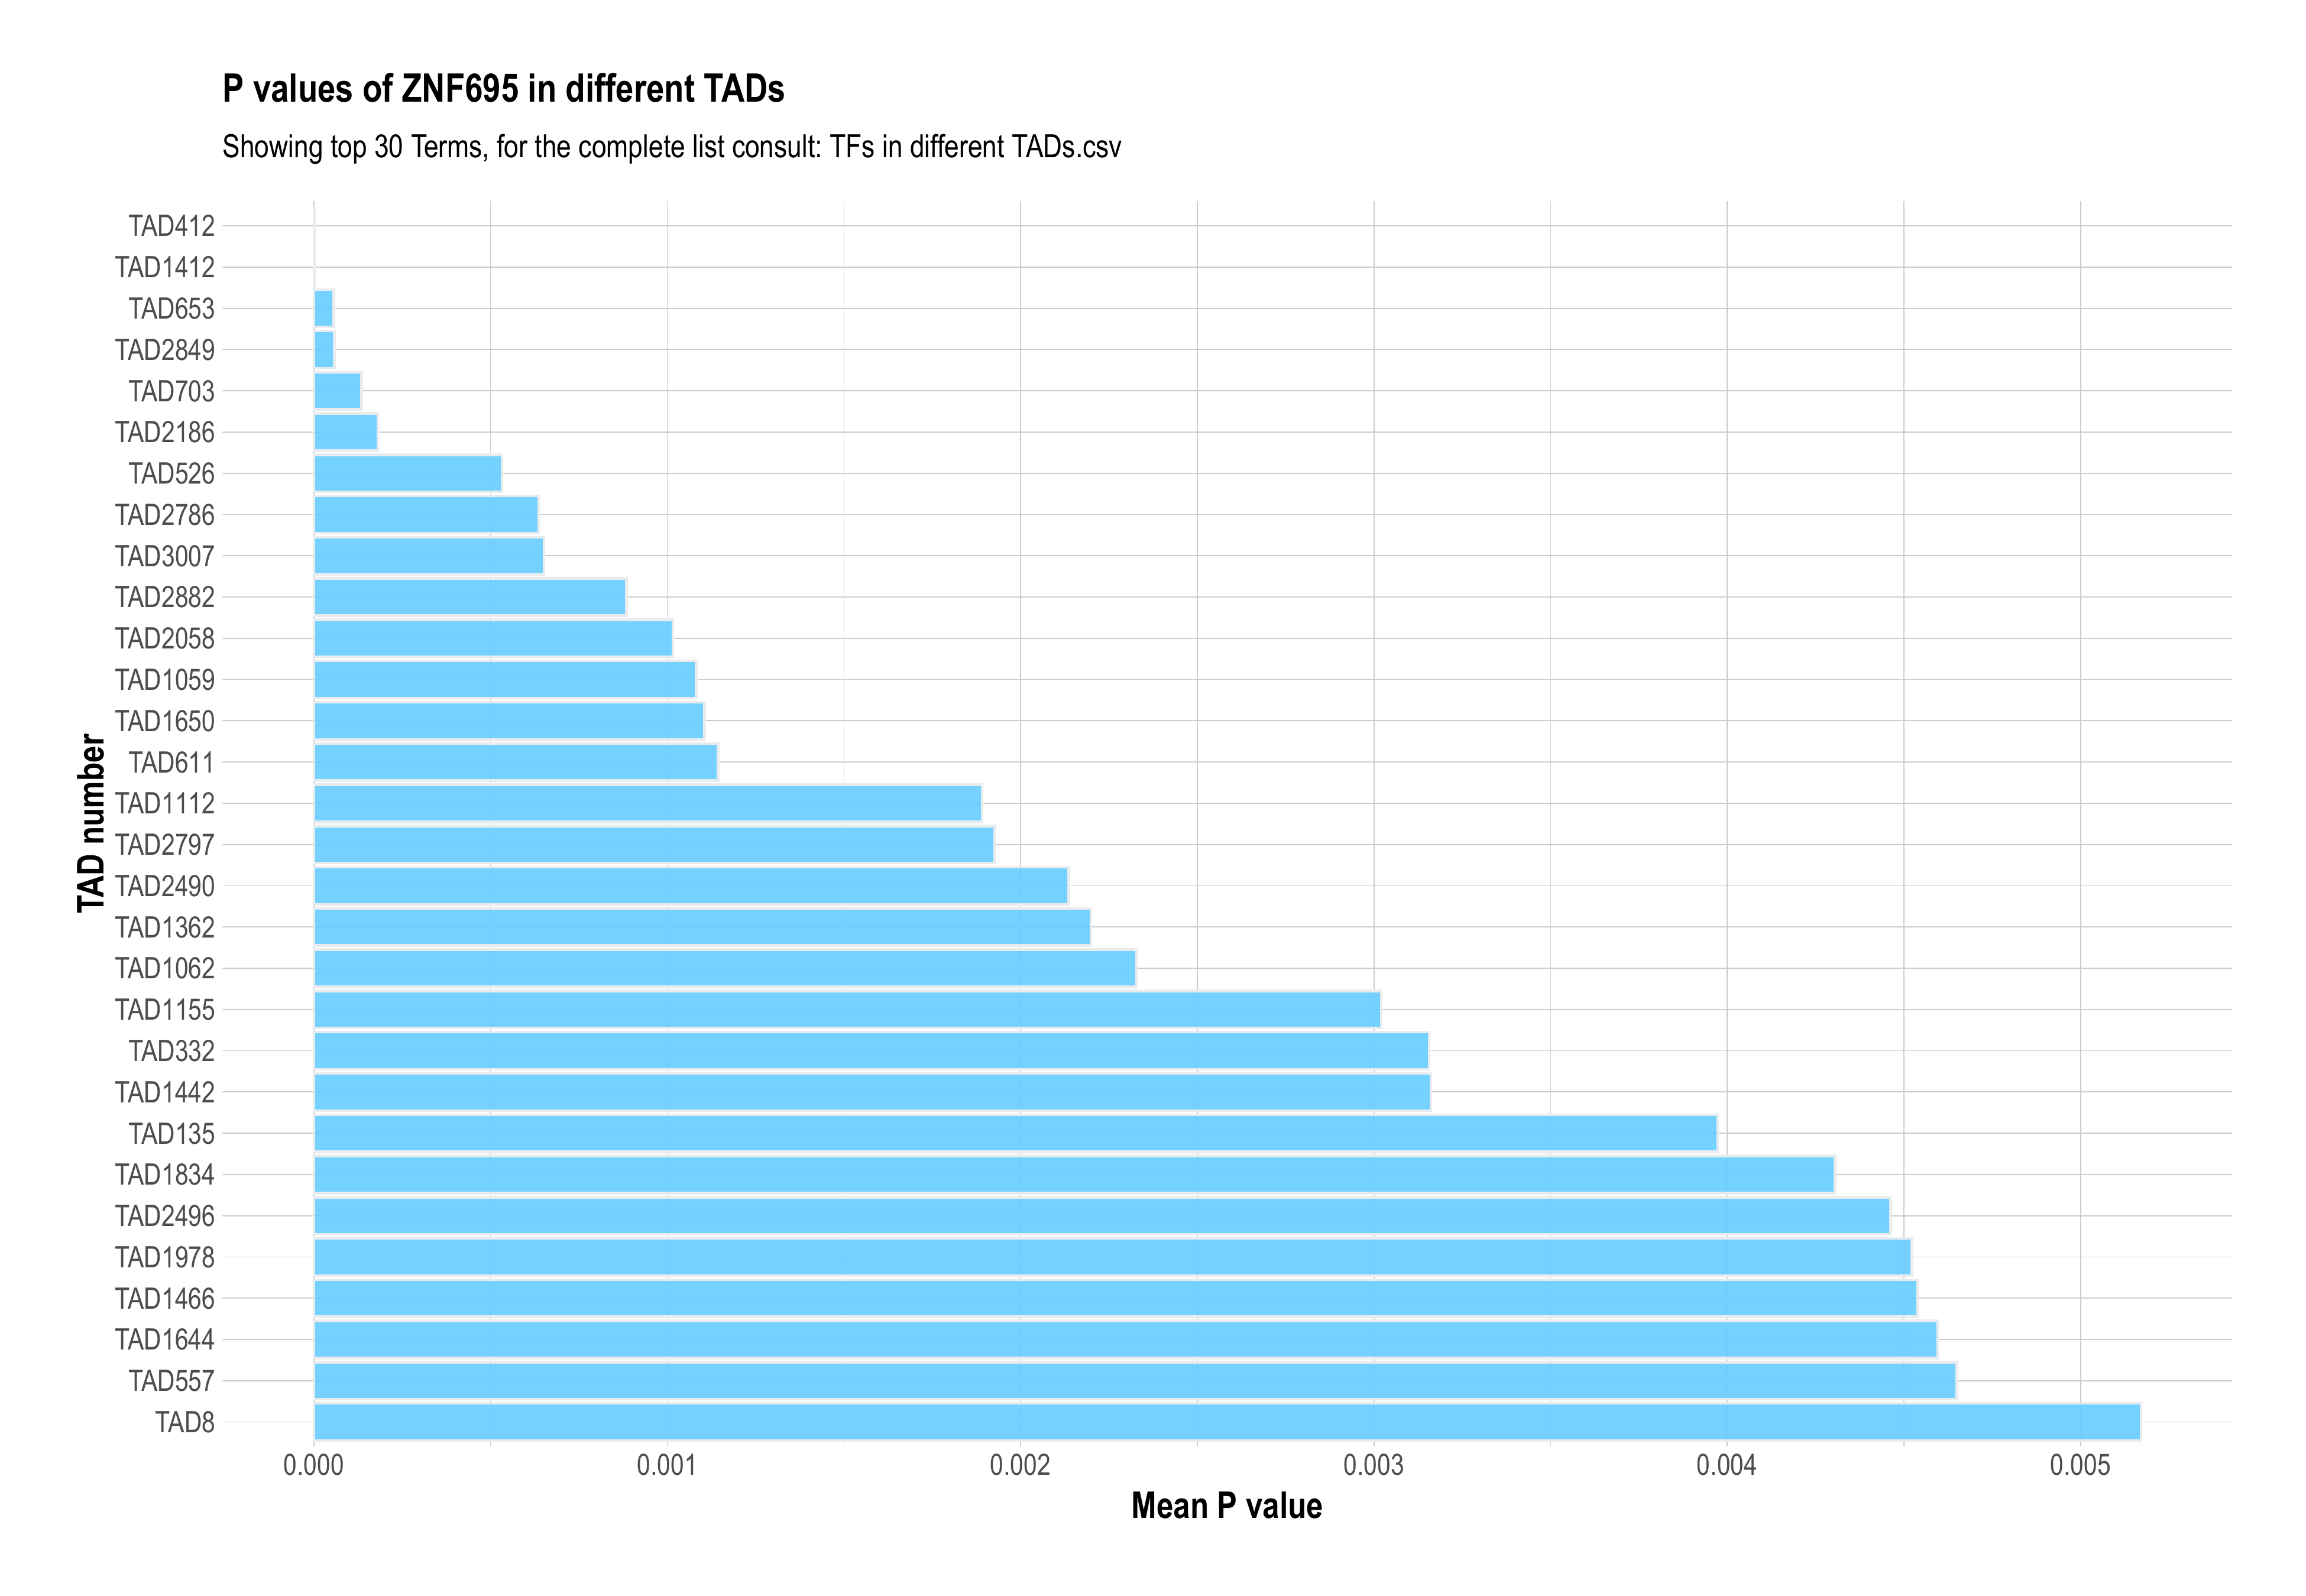 P values of ZNF695 in different TADs
Showing top 30 Terms, for the complete list consult: TFs in different TADs.csv
TAD number
TAD412
TAD1412
TAD653
TAD2849
TAD703
TAD2186
TAD526
TAD2786
TAD3007
TAD2882
TAD2058
TAD1059
TAD1650
TAD611
TAD1112
TAD2797
TAD2490
TAD1362
TAD1062
TAD1155
TAD332
TAD1442
TAD135
TAD1834
TAD2496
TAD1978
TAD1466
TAD1644
TAD557
TAD8
0.000 0.001 0.002 0.003 0.004 0.005
Mean P value